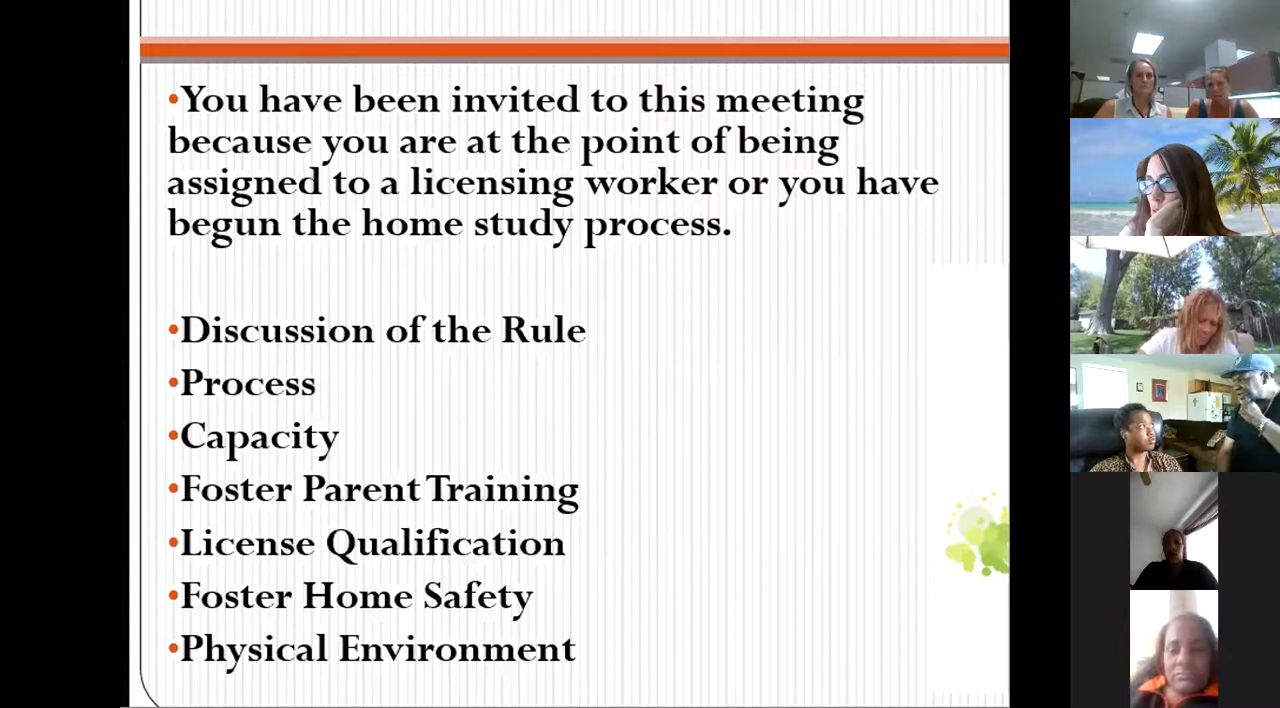 •You have been invited to this meeting
because you are at the point of being
assigned to a licensing worker or you have
begun the home study process.
•Discussion of the Rule
•Process
•Capacity
•Foster Parent Training
•License Qualification
•Foster Home Safety
•Physical Environment